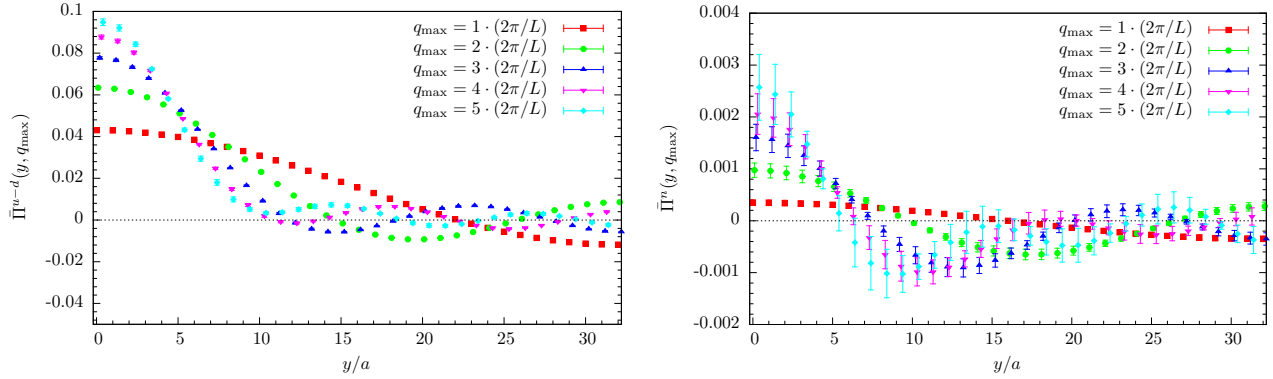 0.1
0.08
0.06
0.04
0.02
0
-0.02
-0.04
0 5 10 15 20 25 30
y/a
Π̄^{u−d}(y, q_max)
q_max = 1 · (2π/L)
q_max = 2 · (2π/L)
q_max = 3 · (2π/L)
q_max = 4 · (2π/L)
q_max = 5 · (2π/L)
0.004
0.003
0.002
0.001
0
-0.001
-0.002
0 5 10 15 20 25 30
y/a
Π̄^u(y, q_max)
q_max = 1 · (2π/L)
q_max = 2 · (2π/L)
q_max = 3 · (2π/L)
q_max = 4 · (2π/L)
q_max = 5 · (2π/L)